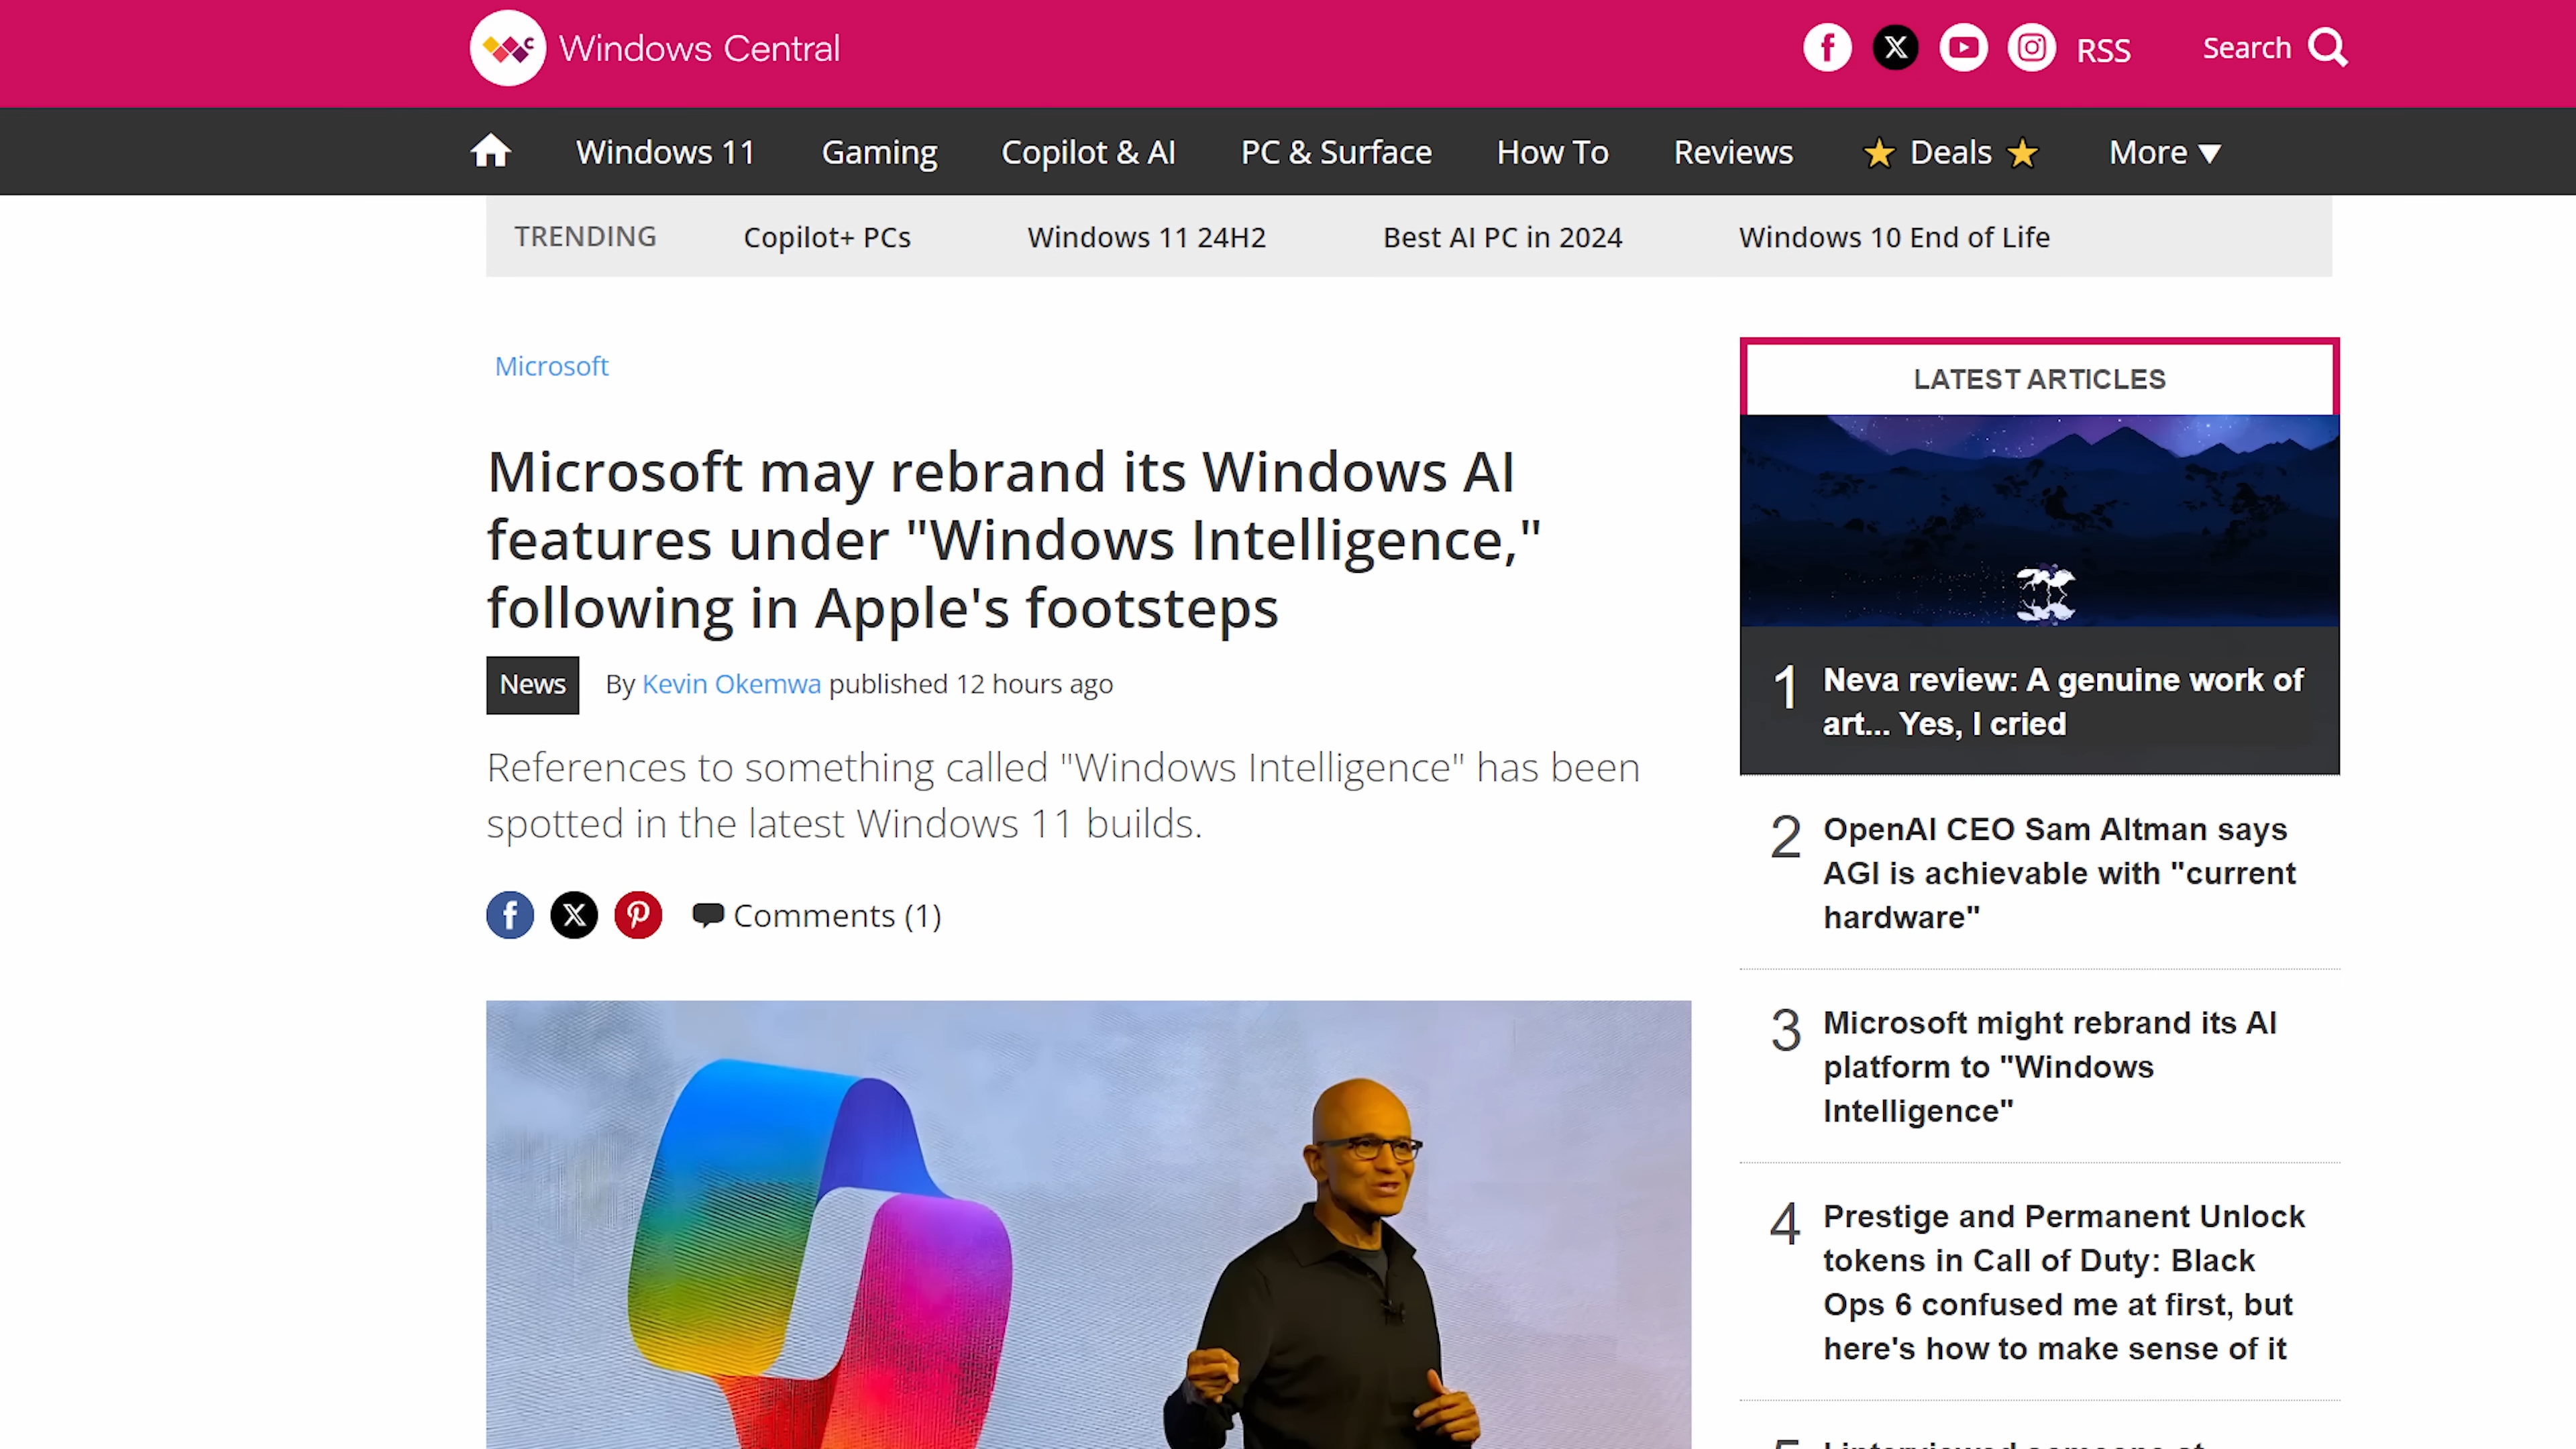 Windows Central
RSS
Search
Windows 11
Gaming
Copilot & AI
PC & Surface
How To
Reviews
Deals
More
TRENDING
Copilot+ PCs
Windows 11 24H2
Best AI PC in 2024
Windows 10 End of Life
Microsoft
Microsoft may rebrand its Windows AI
features under "Windows Intelligence,"
following in Apple's footsteps
News
By Kevin Okemwa published 12 hours ago
References to something called "Windows Intelligence" has been
spotted in the latest Windows 11 builds.
Comments (1)
LATEST ARTICLES
1 Neva review: A genuine work of
art... Yes, I cried
2 OpenAI CEO Sam Altman says
AGI is achievable with "current
hardware"
3 Microsoft might rebrand its AI
platform to "Windows
Intelligence"
4 Prestige and Permanent Unlock
tokens in Call of Duty: Black
Ops 6 confused me at first, but
here's how to make sense of it